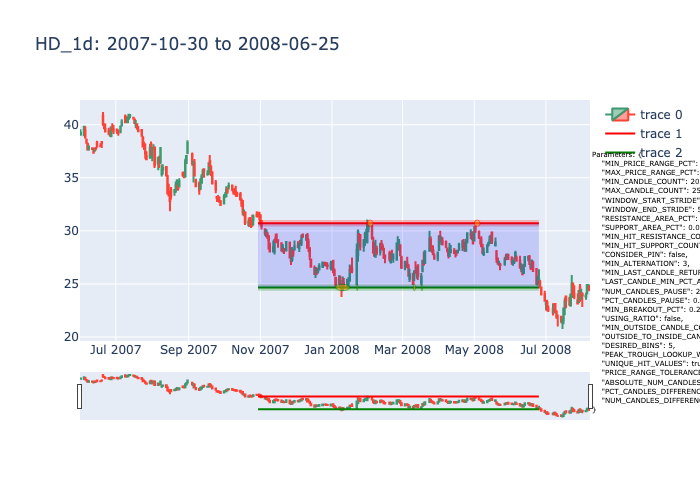 HD_1d: 2007-10-30 to 2008-06-25
40
35
30
25
20
Jul 2007
Sep 2007
Nov 2007
Jan 2008
Mar 2008
May 2008
Jul 2008
trace 0
trace 1
trace 2
Parameters: {
"MIN_PRICE_RANGE_PCT":
"MAX_PRICE_RANGE_PCT":
"MIN_CANDLE_COUNT": 20
"MAX_CANDLE_COUNT": 25
"WINDOW_START_STRIDE"
"WINDOW_END_STRIDE": 5
"RESISTANCE_AREA_PCT":
"SUPPORT_AREA_PCT": 0.0
"MIN_HIT_RESISTANCE_CO
"MIN_HIT_SUPPORT_COUN
"CONSIDER_PIN": false,
"MIN_ALTERNATION": 3,
"MIN_LAST_CANDLE_RETUR
"LAST_CANDLE_MIN_PCT_A
"NUM_CANDLES_PAUSE": 2
"PCT_CANDLES_PAUSE": 0.
"MIN_BREAKOUT_PCT": 0.2
"USING_RATIO": false,
"MIN_OUTSIDE_CANDLE_CO
"OUTSIDE_TO_INSIDE_CAN
"DESIRED_BINS": 5,
"PEAK_TROUGH_LOOKUP_W
"UNIQUE_HIT_VALUES": tru
"PRICE_RANGE_TOLERANC
"ABSOLUTE_NUM_CANDLES
"PCT_CANDLES_DIFFERENC
"NUM_CANDLES_DIFFEREN
}